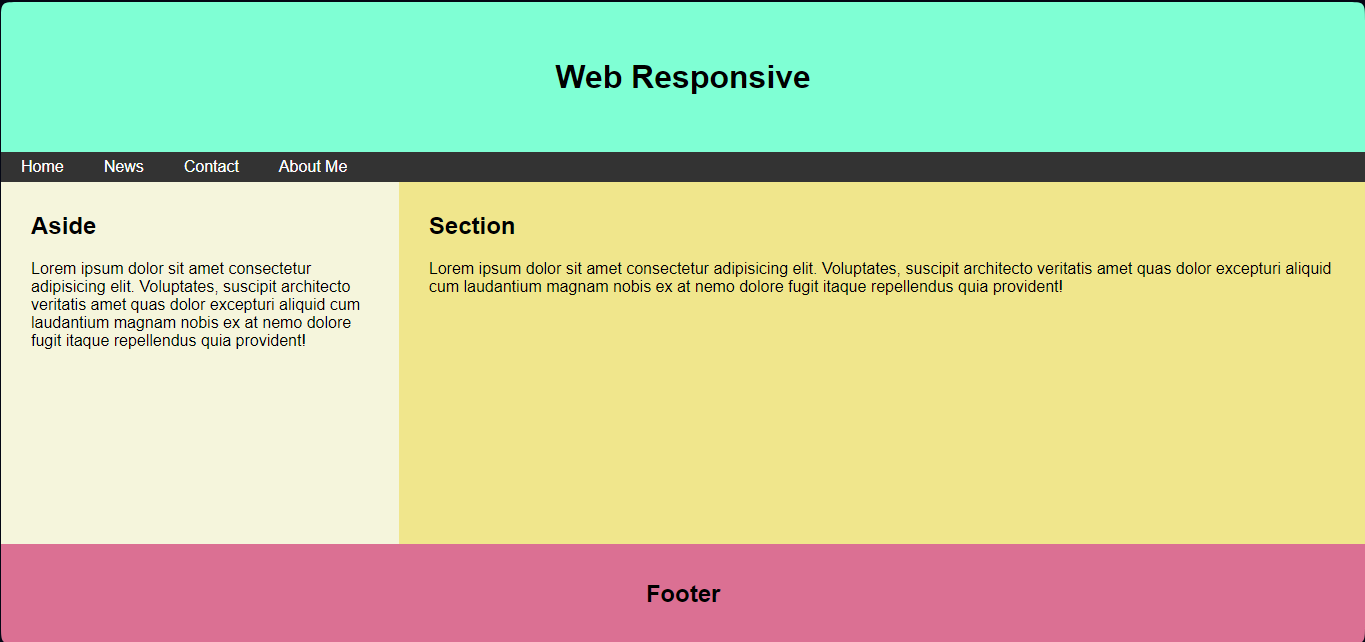 Web Responsive
Home News Contact About Me
Aside
Lorem ipsum dolor sit amet consectetur
adipisicing elit. Voluptates, suscipit architecto
veritatis amet quas dolor excepturi aliquid cum
laudantium magnam nobis ex at nemo dolore
fugit itaque repellendus quia provident!
Section
Lorem ipsum dolor sit amet consectetur adipisicing elit. Voluptates, suscipit architecto veritatis amet quas dolor excepturi aliquid
cum laudantium magnam nobis ex at nemo dolore fugit itaque repellendus quia provident!
Footer